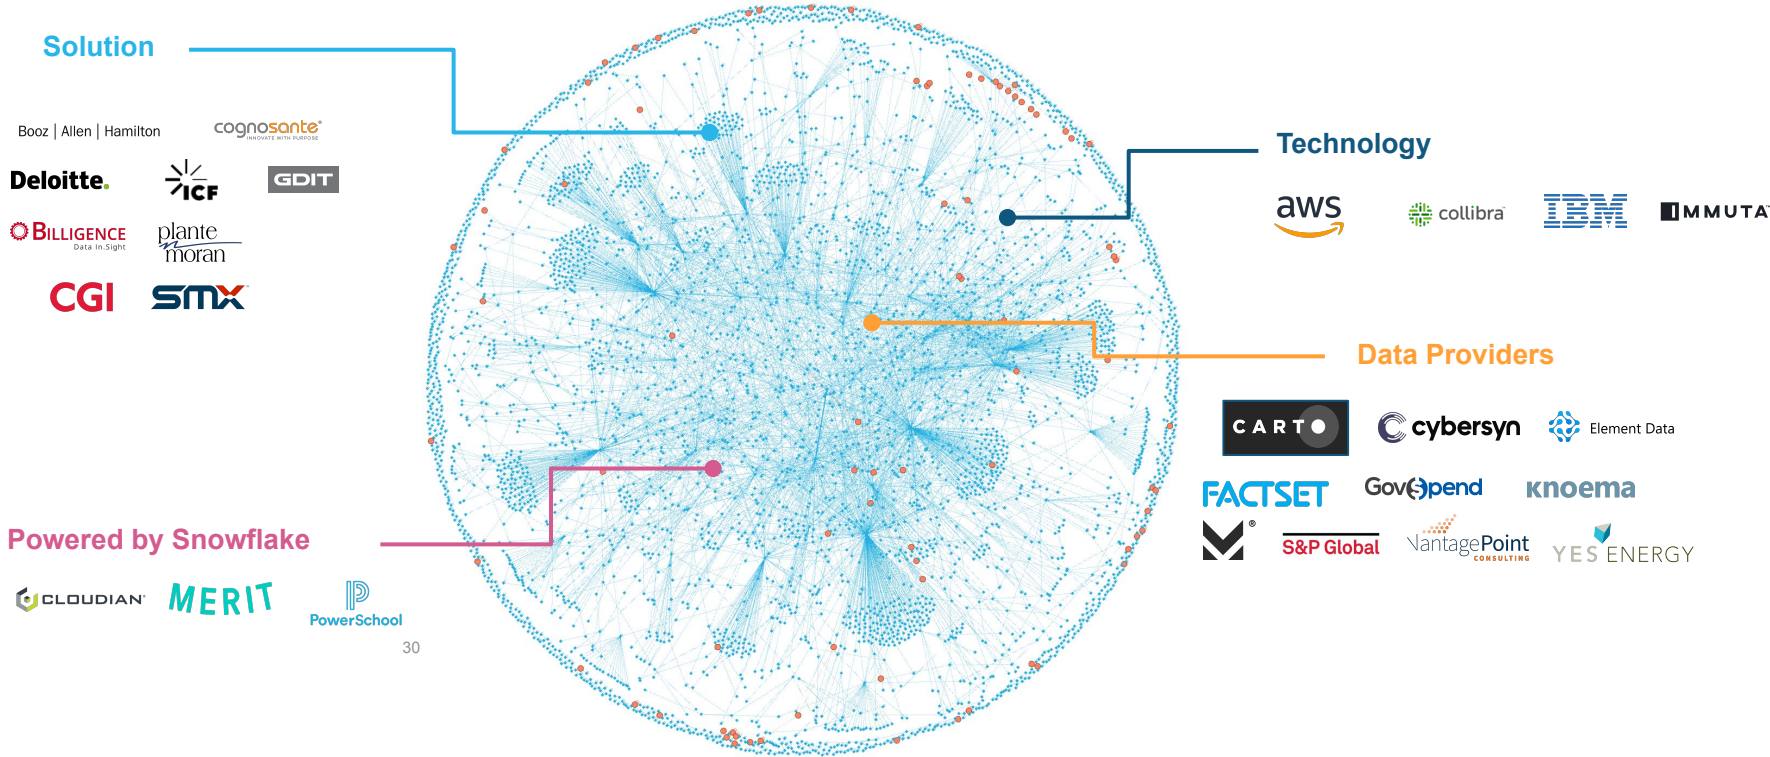 Solution
Booz | Allen | Hamilton
cognosante®
INNOVATE WITH PURPOSE
Deloitte.
ICF
GDIT
BILLIGENCE
Data In.Sight
plante
moran
CGI
SMX
Powered by Snowflake
CLOUDIAN®
MERIT
PowerSchool
30
Technology
aws
collibra
IBM
IMMUTA
Data Providers
CARTO
cybersyn
Element Data
FACTSET
GovSpend
knoema
®
S&P Global
VantagePoint
CONSULTING
YES ENERGY